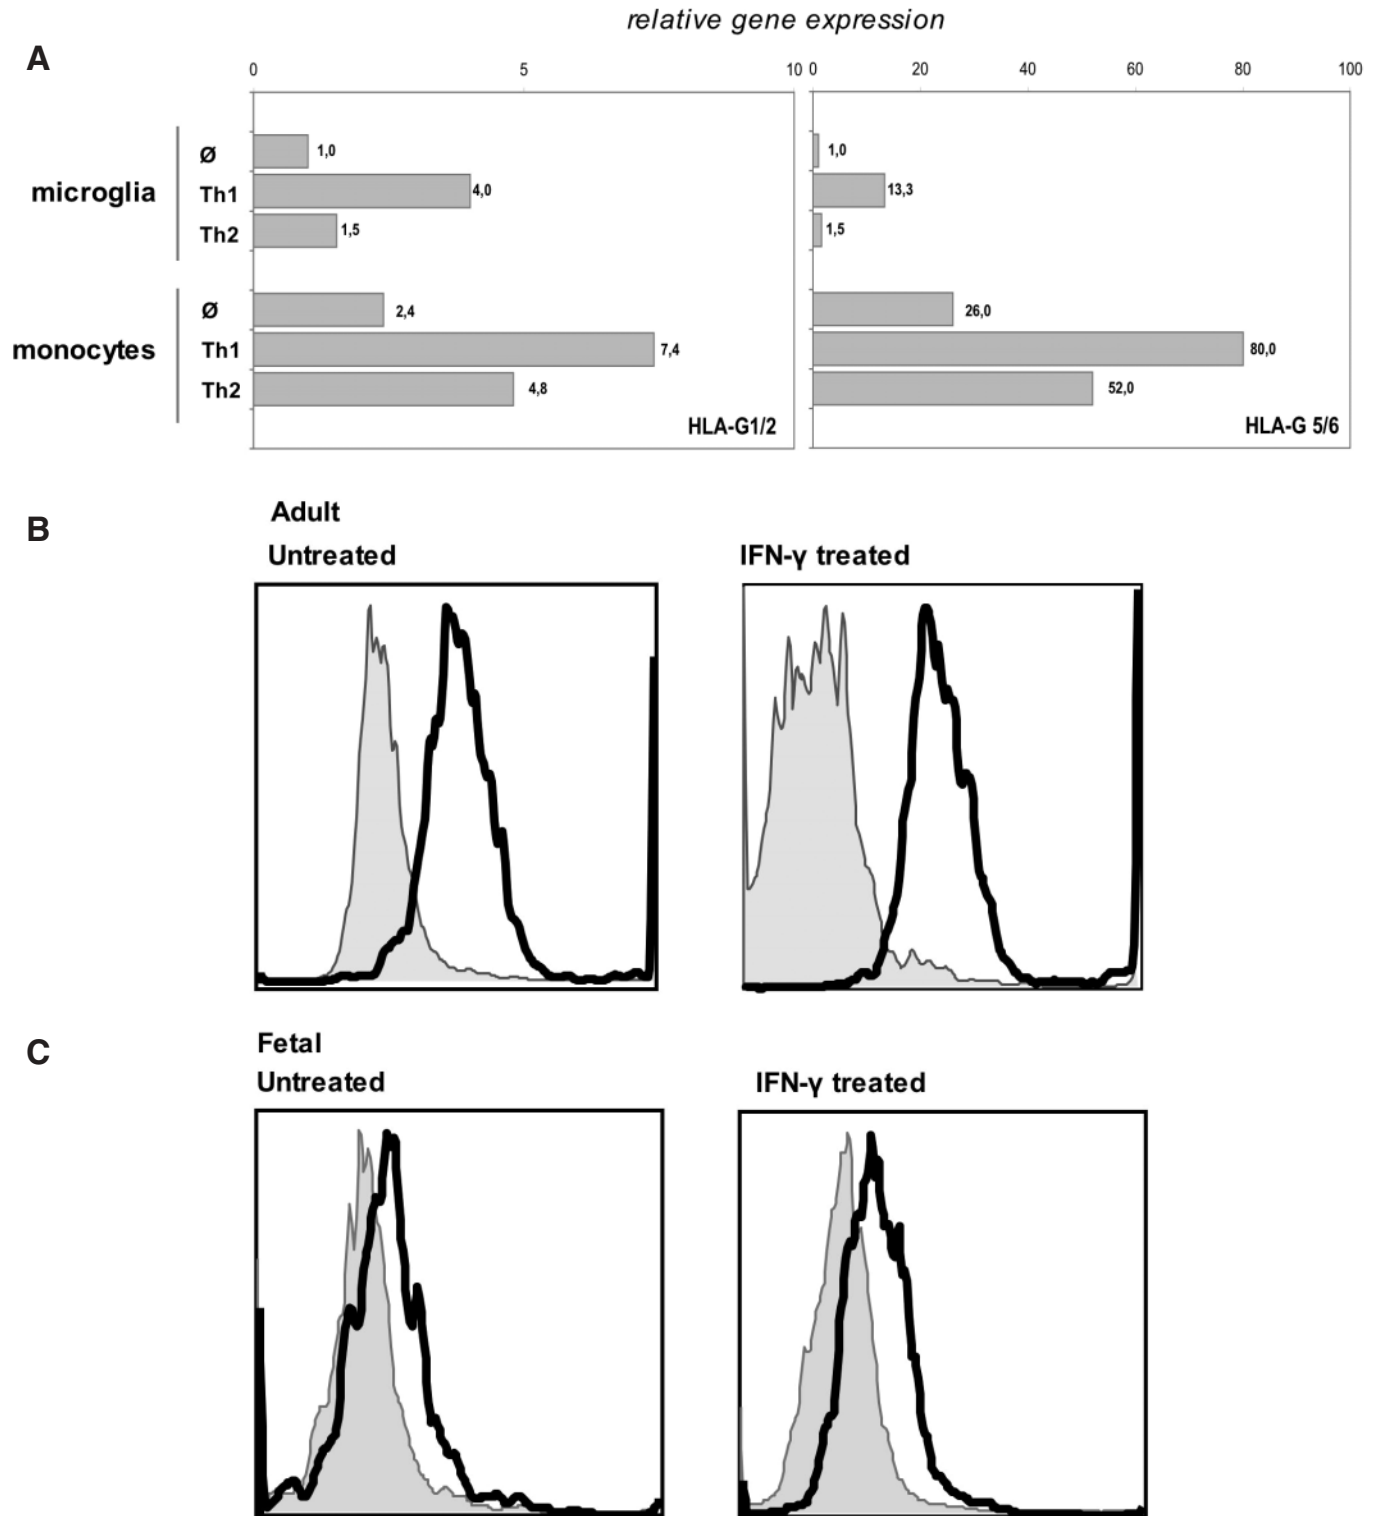 relative gene expression
A
0 5 10 0 20 40 60 80 100
Ø 1,0 1,0
microglia Th1 4,0 13,3
Th2 1,5 1,5
Ø 2,4 26,0
monocytes Th1 7,4 80,0
Th2 4,8 52,0
HLA-G1/2 HLA-G 5/6
B
Adult
Untreated IFN-γ treated
C
Fetal
Untreated IFN-γ treated